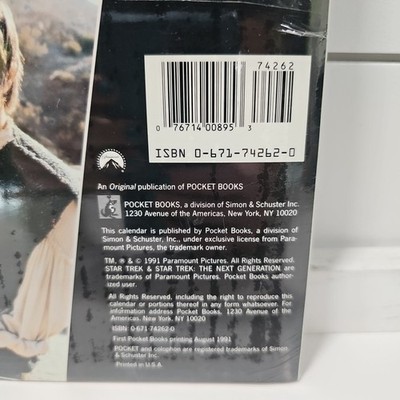 74262
0 76714 00895 3
ISBN 0-671-74262-0
An Original publication of POCKET BOOKS
POCKET BOOKS, a division of Simon & Schuster Inc.
1230 Avenue of the Americas, New York, NY 10020
This calendar is published by Pocket Books, a division of
Simon & Schuster, Inc., under exclusive license from Para-
mount Pictures, the trademark owner.
TM, ® & © 1991 Paramount Pictures. All Rights Reserved.
STAR TREK & STAR TREK: THE NEXT GENERATION are
trademarks of Paramount Pictures. Pocket Books author-
ized user.
All Rights Reserved, including the right to reproduce this
calendar or portions thereof in any form whatsoever. For
information address Pocket Books, 1230 Avenue of the
Americas, New York, NY 10020
ISBN: 0-671-74262-0
First Pocket Books printing August 1991
POCKET and colophon are registered trademarks of Simon
& Schuster Inc.
Printed in U.S.A.